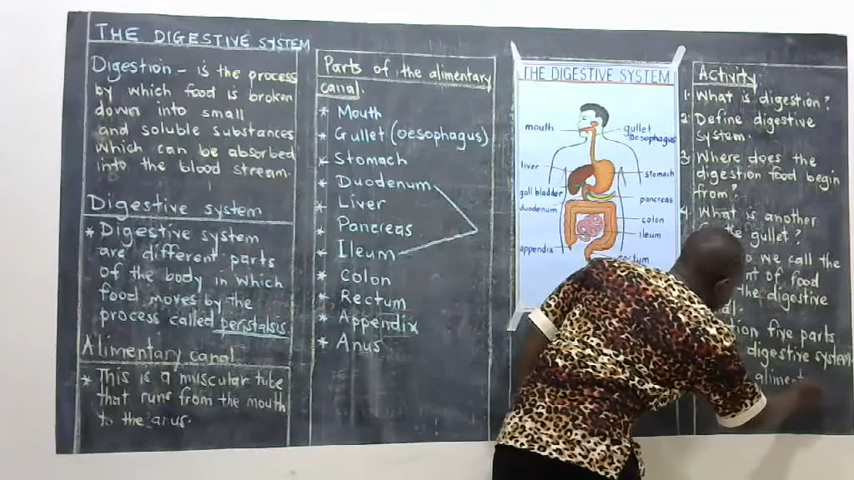 THE DIGESTIVE SYSTEM
Digestion - is the process
by which food is broken
down into small
and soluble substances
which can be absorbed
into the blood stream.
Digestive system
* Digestive system
are different parts
of the body in which
food moves by the
process called peristalsis
Alimentary canal
* This is a muscular tube
that runs from the mouth
to the anus.
Parts of the alimentary
canal.
* Mouth
* Gullet (oesophagus)
* Stomach
* Duodenum
* Liver
* Pancreas
* Ileum
* Colon
* Rectum
* Appendix
* Anus
THE DIGESTIVE SYSTEM
mouth
gullet
oesophagus
liver
stomach
gall bladder
pancreas
duodenum
colon
ileum
appendix
rectum
Activity
1. What is digestion?
2. Define digestive
system.
3. Where does the
digestion food begin
from?
4. What is another
gullet?
we call the
of food
the digestive
five parts
digestive system
aliment